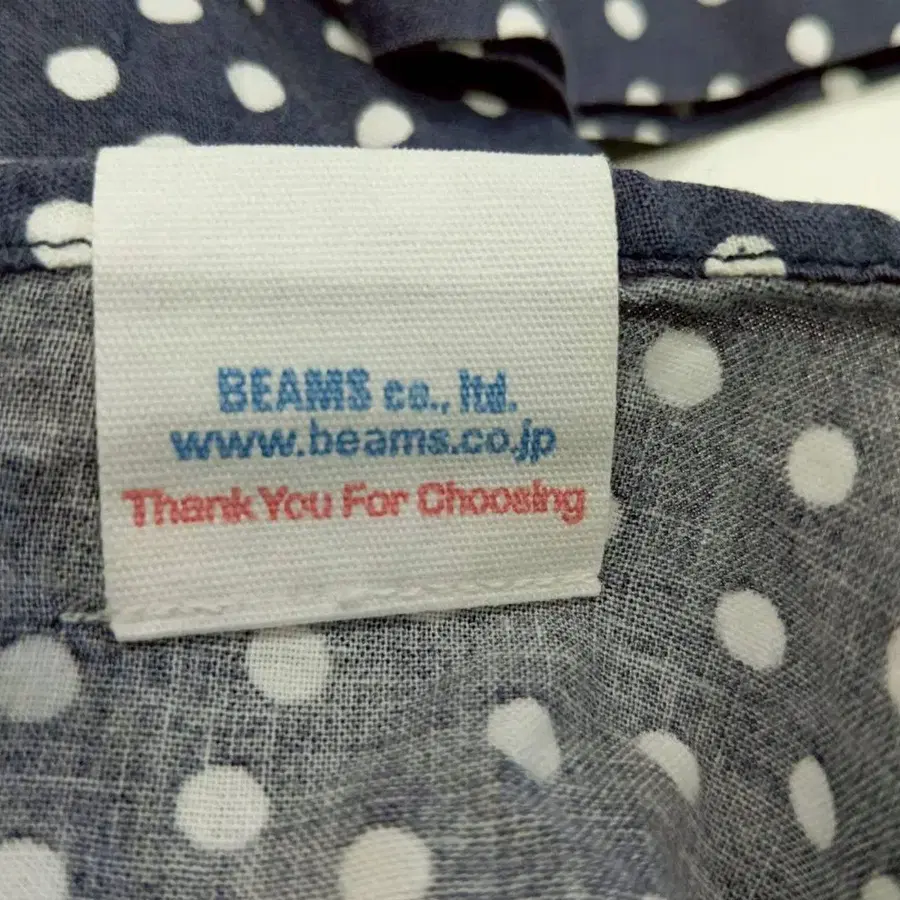 BEAMS co., ltd.
www.beams.co.jp
Thank You For Choosing